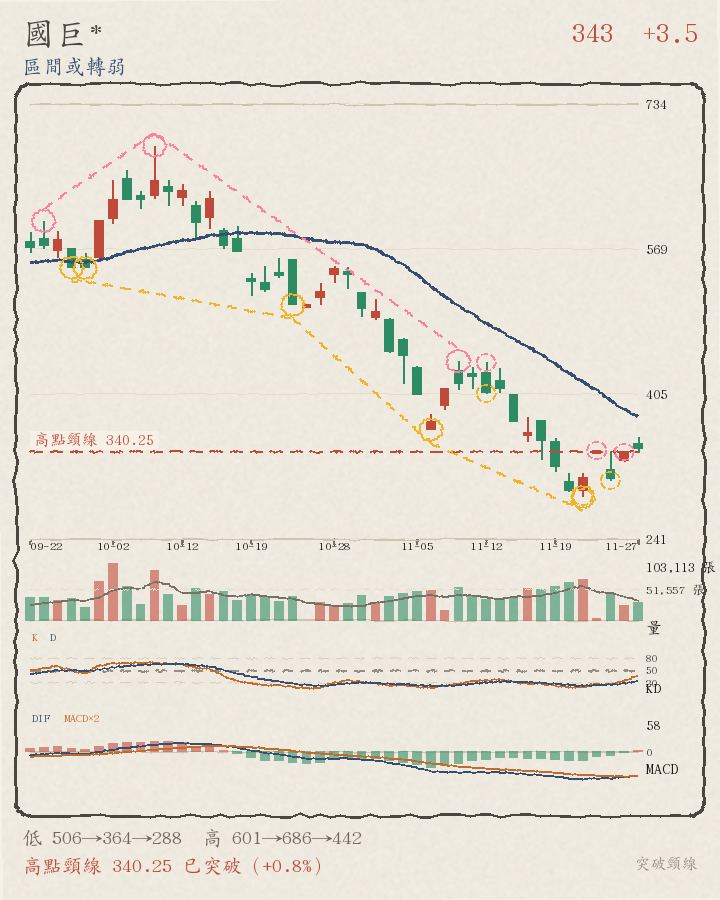 國巨*
343 +3.5
區間或轉弱
734
569
405
高點頸線 340.25
241
09-22 10-02 10-12 10-19 10-28 11-05 11-12 11-19 11-27
103,113 張
51,557 張
量
K D
80
50
20
KD
DIF MACD×2
58
0
MACD
低 506→364→288 高 601→686→442
高點頸線 340.25 已突破 (+0.8%)
突破頸線